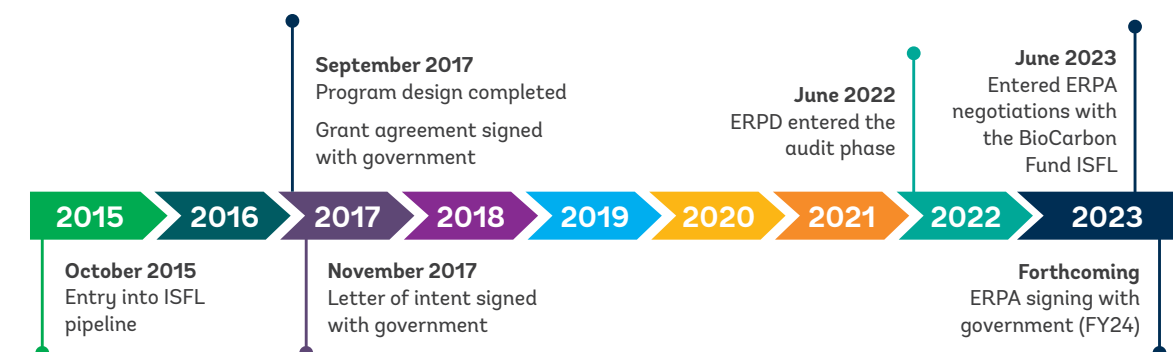 September 2017
Program design completed
Grant agreement signed
with government
June 2022
ERPD entered the
audit phase
June 2023
Entered ERPA
negotiations with
the BioCarbon
Fund ISFL
2015
2016
2017
2018
2019
2020
2021
2022
2023
October 2015
Entry into ISFL
pipeline
November 2017
Letter of intent signed
with government
Forthcoming
ERPA signing with
government (FY24)